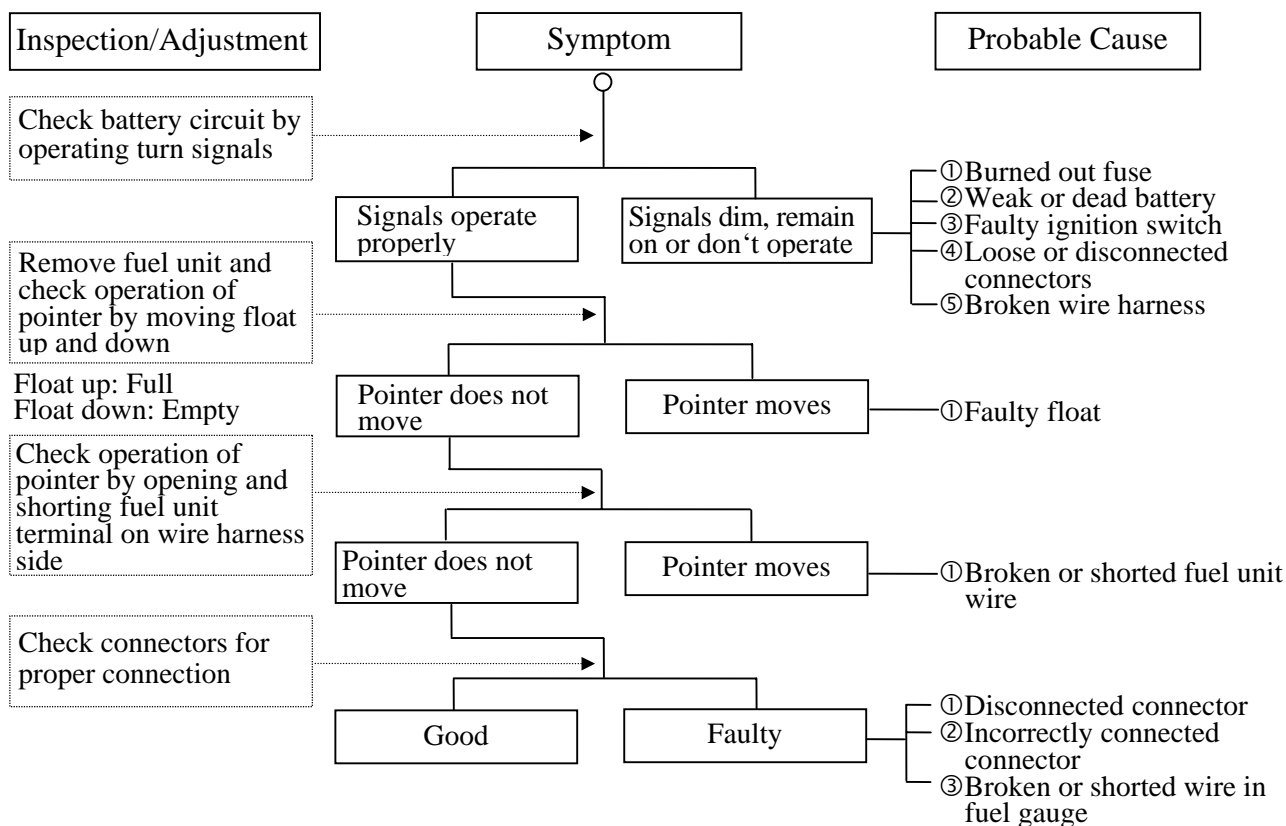 Inspection/Adjustment
Symptom
Probable Cause
Check battery circuit by
operating turn signals
Signals operate
properly
Signals dim, remain
on or don‘t operate
①Burned out fuse
②Weak or dead battery
③Faulty ignition switch
④Loose or disconnected
connectors
⑤Broken wire harness
Remove fuel unit and
check operation of
pointer by moving float
up and down
Float up: Full
Float down: Empty
Pointer does not
move
Pointer moves
①Faulty float
Check operation of
pointer by opening and
shorting fuel unit
terminal on wire harness
side
Pointer does not
move
Pointer moves
①Broken or shorted fuel unit
wire
Check connectors for
proper connection
Good
Faulty
①Disconnected connector
②Incorrectly connected
connector
③Broken or shorted wire in
fuel gauge